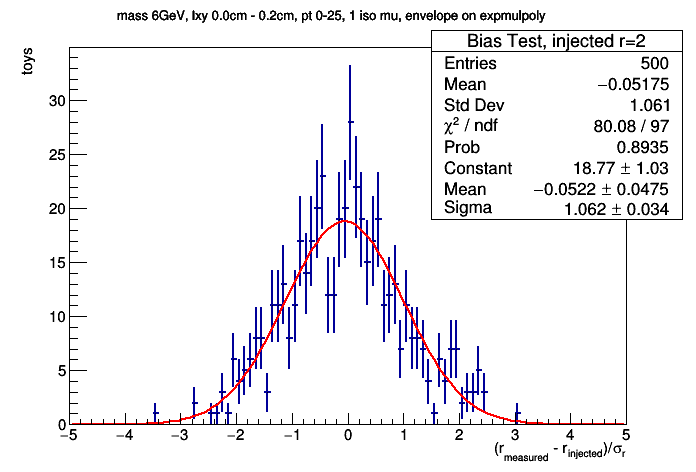 mass 6GeV, lxy 0.0cm - 0.2cm, pt 0-25, 1 iso mu, envelope on expmulpoly
Bias Test, injected r=2
Entries 500
Mean −0.05175
Std Dev 1.061
χ² / ndf 80.08 / 97
Prob 0.8935
Constant 18.77 ± 1.03
Mean −0.0522 ± 0.0475
Sigma 1.062 ± 0.034
toys
30
25
20
15
10
5
0
−5 −4 −3 −2 −1 0 1 2 3 4 5
(r_measured - r_injected)/σ_r